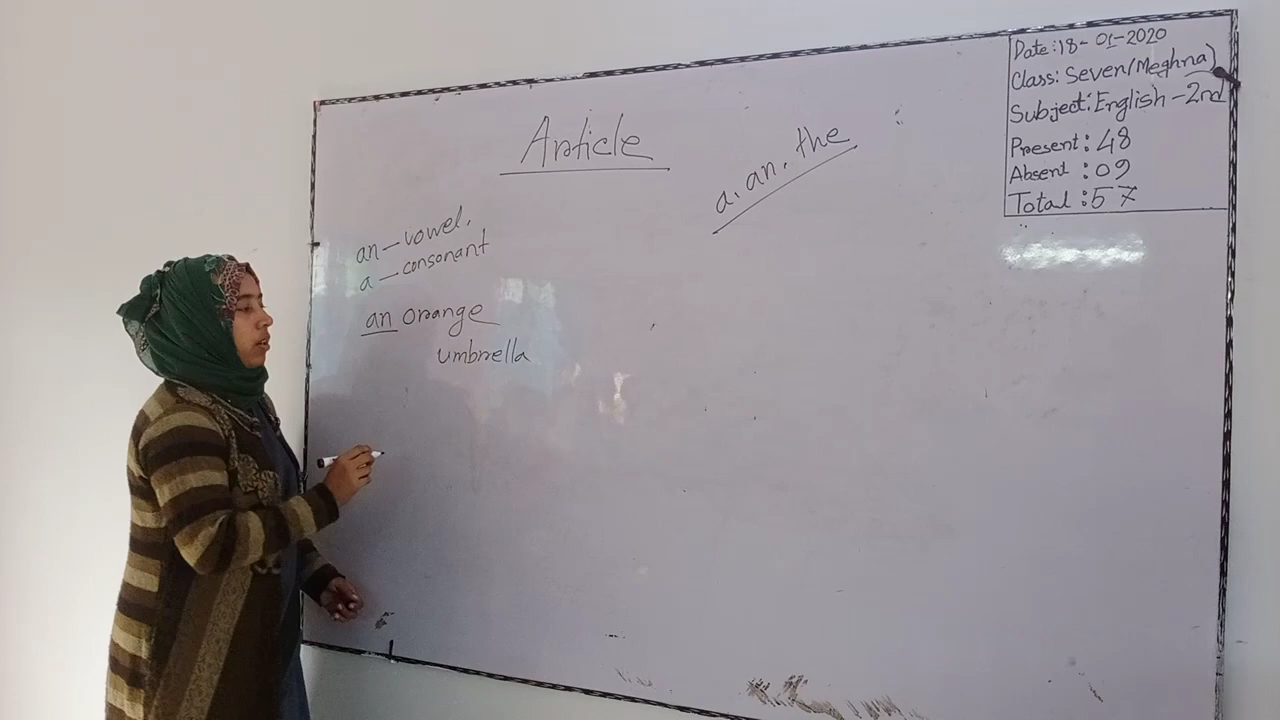 Article
a, an, the
Date: 18-01-2020
Class: Seven (Meghna)
Subject: English-2nd
Present: 48
Absent: 09
Total: 57
an - vowel,
a - consonant
an orange
umbrella